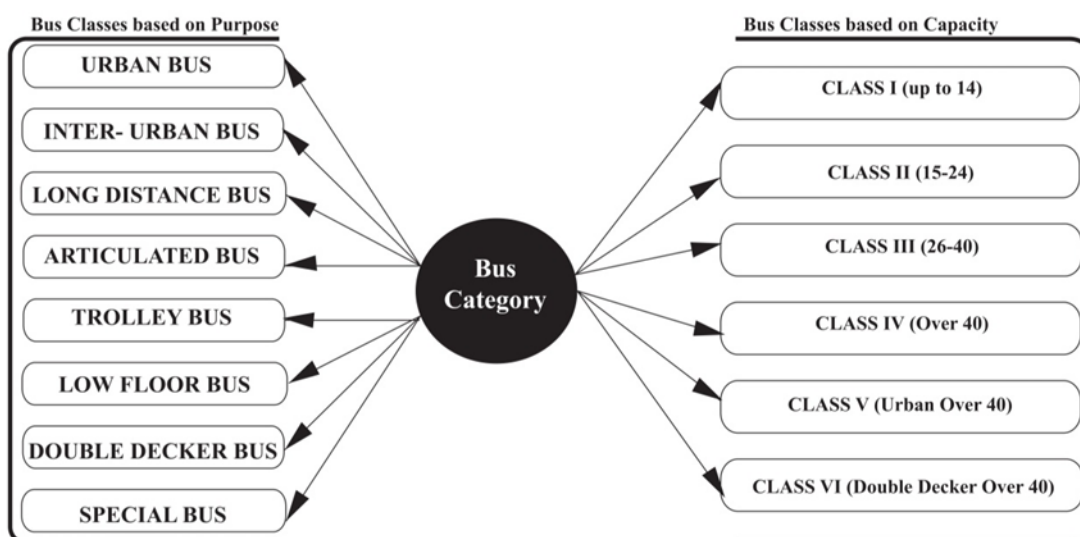 Bus Classes based on Purpose
URBAN BUS
INTER- URBAN BUS
LONG DISTANCE BUS
ARTICULATED BUS
TROLLEY BUS
LOW FLOOR BUS
DOUBLE DECKER BUS
SPECIAL BUS
Bus
Category
Bus Classes based on Capacity
CLASS I (up to 14)
CLASS II (15-24)
CLASS III (26-40)
CLASS IV (Over 40)
CLASS V (Urban Over 40)
CLASS VI (Double Decker Over 40)